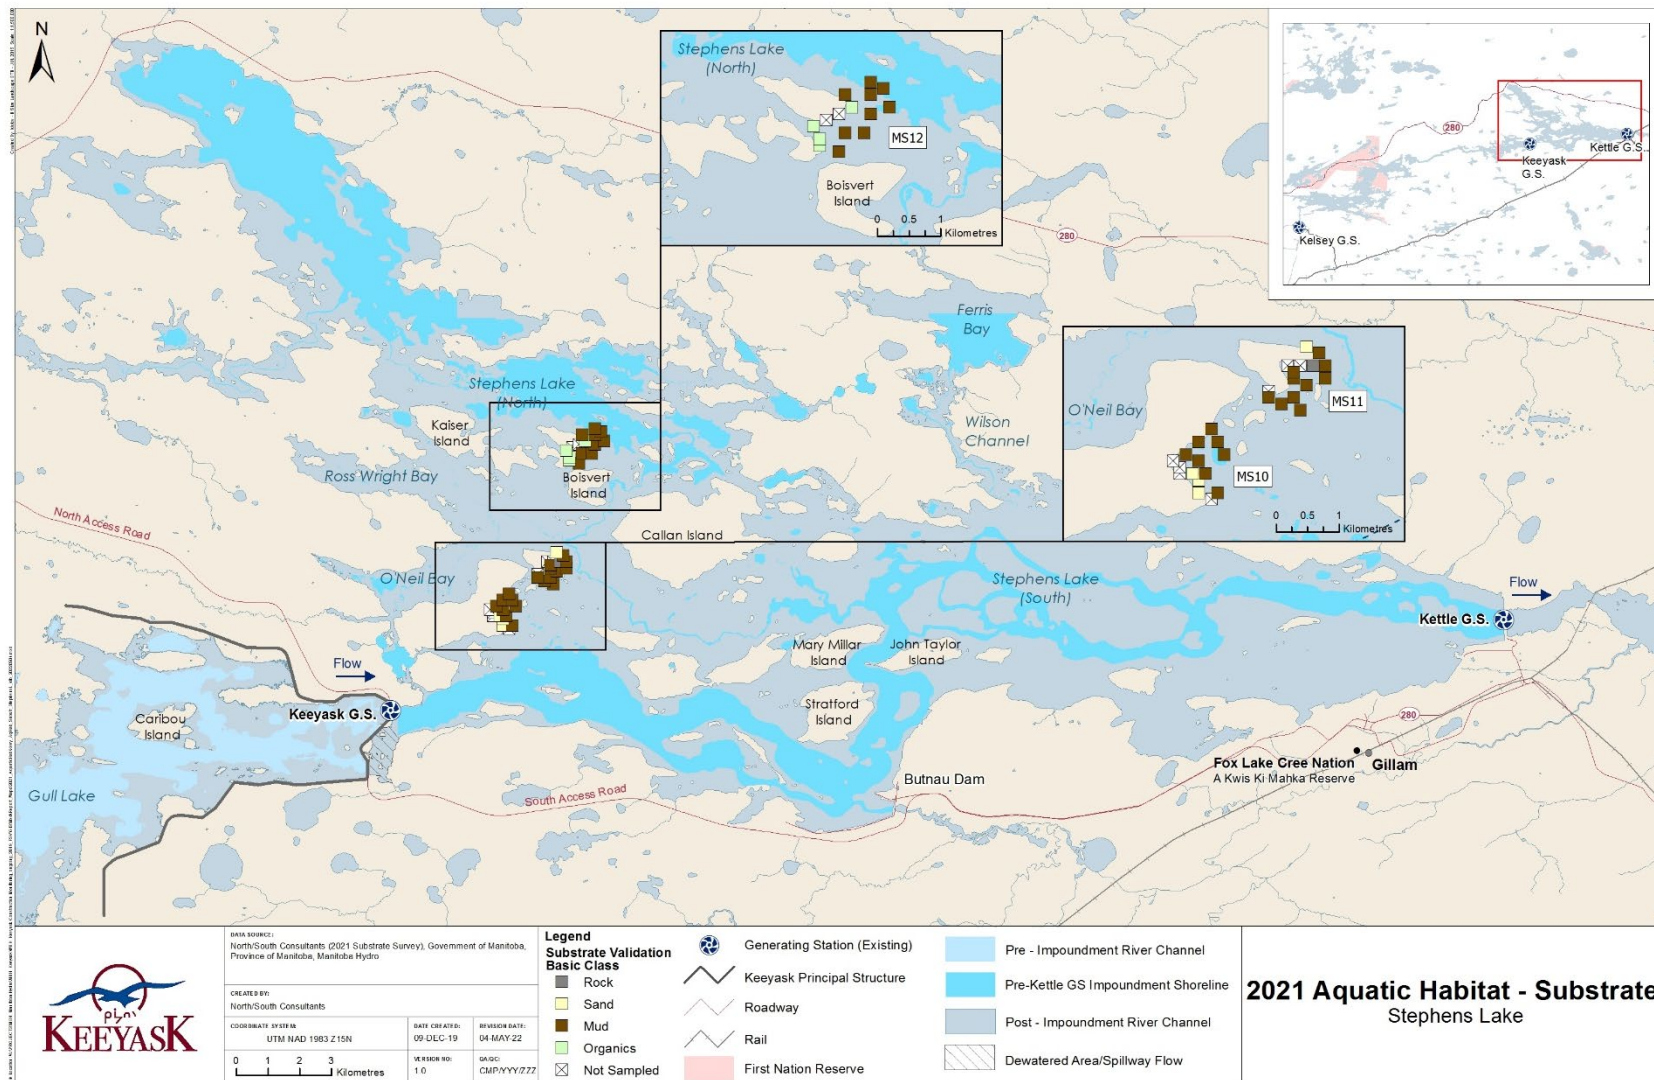 N
Stephens Lake
(North)
MS12
Boisvert
Island
0 0.5 1
Kilometres
280
280
Kettle G.S.
Keeyask
G.S.
Kelsey G.S.
Ferris
Bay
Stephens Lake
(North)
Kaiser
Island
Ross Wright Bay
Boisvert
Island
Wilson
Channel
O'Neil Bay
MS11
MS10
0 0.5 1
Kilometres
North Access Road
Callan Island
O'Neil Bay
Stephens Lake
(South)
Flow
Kettle G.S.
Mary Millar
Island
John Taylor
Island
Flow
Stratford
Island
Keeyask G.S.
Caribou
Island
280
Fox Lake Cree Nation
A Kwis Ki Mahka Reserve
Gillam
Butnau Dam
South Access Road
Gull Lake
KEEYASK
DATA SOURCE:
North/South Consultants (2021 Substrate Survey), Government of Manitoba,
Province of Manitoba, Manitoba Hydro
CREATED BY:
North/South Consultants
COORDINATE SYSTEM:
UTM NAD 1983 Z15N
DATE CREATED:
09-DEC-19
REVISION DATE:
04-MAY-22
0 1 2 3
Kilometres
VERSION NO:
1.0
QA/QC:
CMP/YYY/ZZZ
Legend
Substrate Validation
Basic Class
Rock
Sand
Mud
Organics
Not Sampled
Generating Station (Existing)
Keeyask Principal Structure
Roadway
Rail
First Nation Reserve
Pre - Impoundment River Channel
Pre-Kettle GS Impoundment Shoreline
Post - Impoundment River Channel
Dewatered Area/Spillway Flow
2021 Aquatic Habitat - Substrate
Stephens Lake